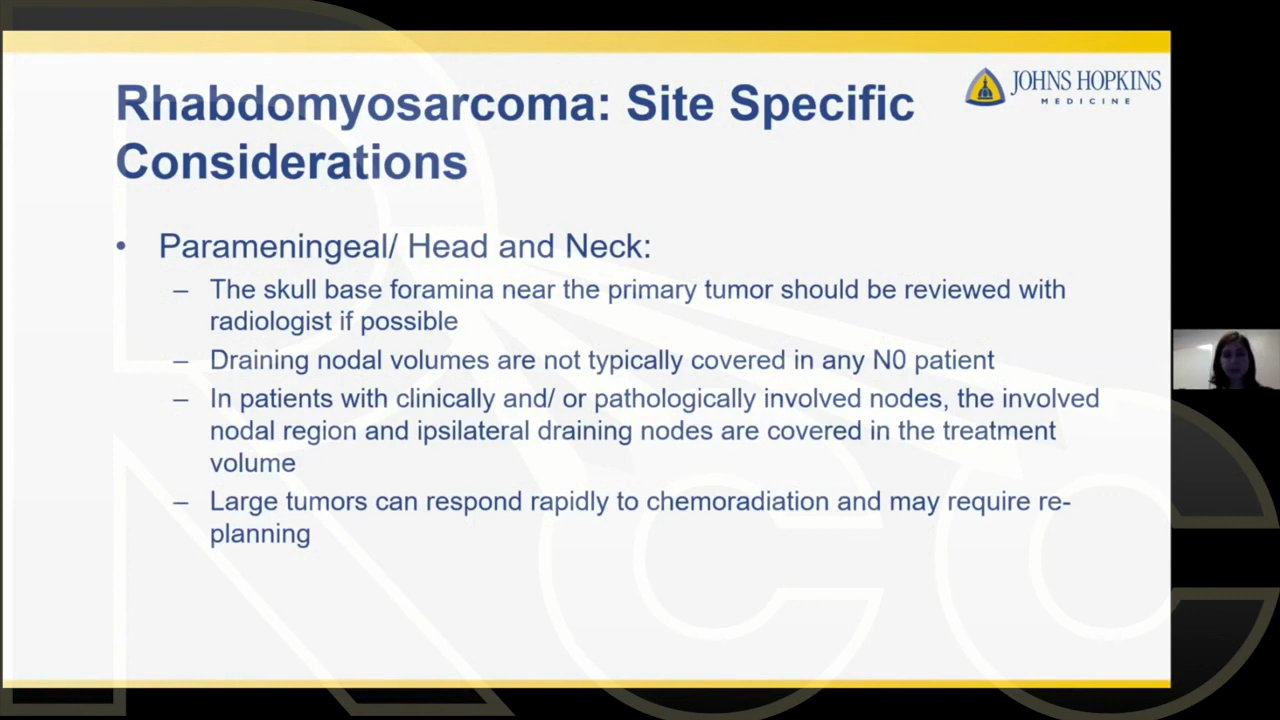 Rhabdomyosarcoma: Site Specific
Considerations
JOHNS HOPKINS
MEDICINE
• Parameningeal/ Head and Neck:
– The skull base foramina near the primary tumor should be reviewed with
radiologist if possible
– Draining nodal volumes are not typically covered in any N0 patient
– In patients with clinically and/ or pathologically involved nodes, the involved
nodal region and ipsilateral draining nodes are covered in the treatment
volume
– Large tumors can respond rapidly to chemoradiation and may require re-
planning
Rcc